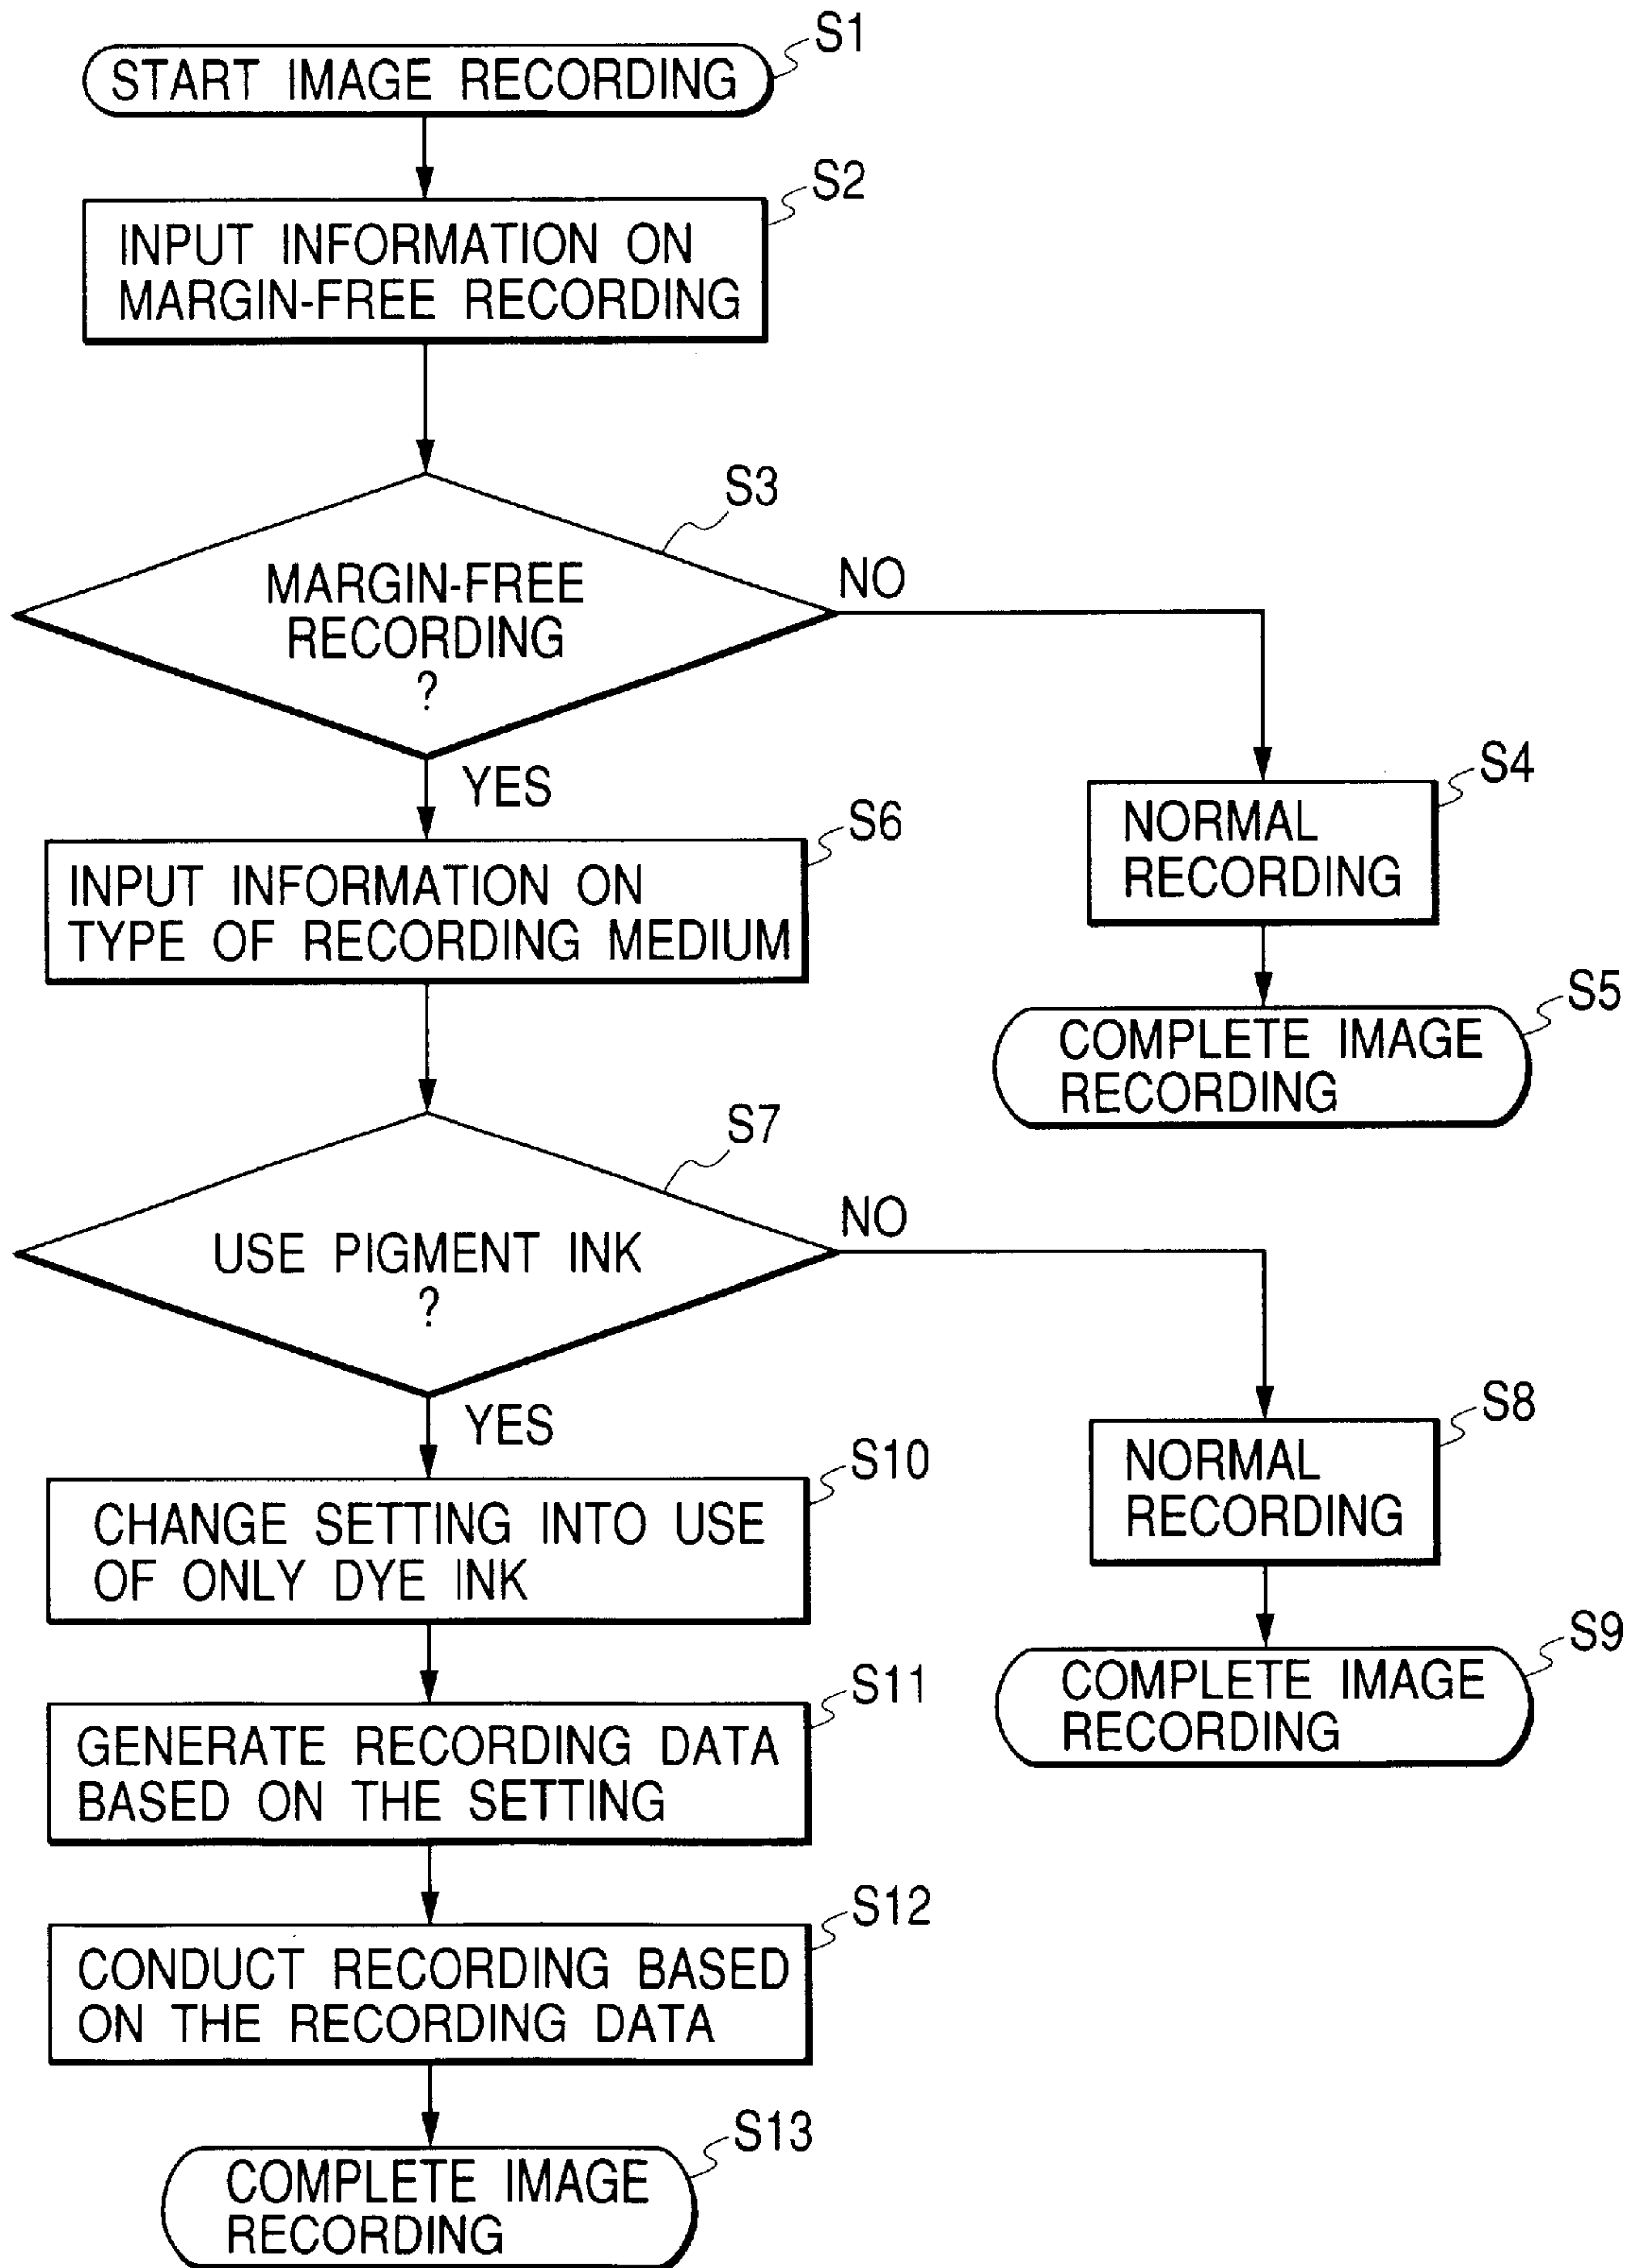 S1
START IMAGE RECORDING
S2
INPUT INFORMATION ON
MARGIN-FREE RECORDING
S3
MARGIN-FREE
RECORDING
?
NO
YES
S4
NORMAL
RECORDING
S5
COMPLETE IMAGE
RECORDING
S6
INPUT INFORMATION ON
TYPE OF RECORDING MEDIUM
S7
USE PIGMENT INK
?
NO
YES
S8
NORMAL
RECORDING
S9
COMPLETE IMAGE
RECORDING
S10
CHANGE SETTING INTO USE
OF ONLY DYE INK
S11
GENERATE RECORDING DATA
BASED ON THE SETTING
S12
CONDUCT RECORDING BASED
ON THE RECORDING DATA
S13
COMPLETE IMAGE
RECORDING